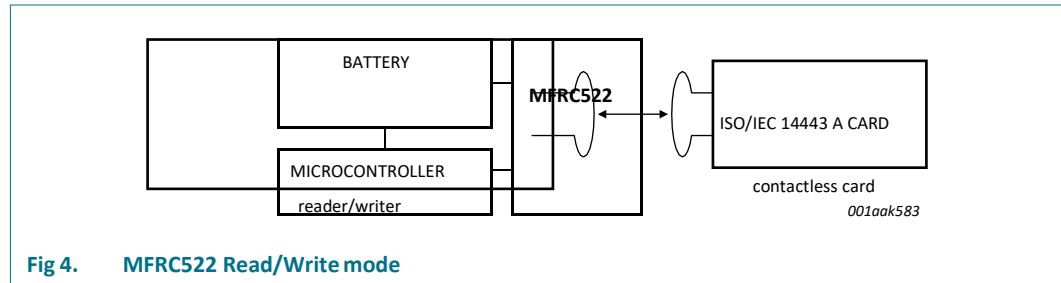 BATTERY
MFRC522
ISO/IEC 14443 A CARD
MICROCONTROLLER
contactless card
reader/writer
001aak583
Fig 4. MFRC522 Read/Write mode